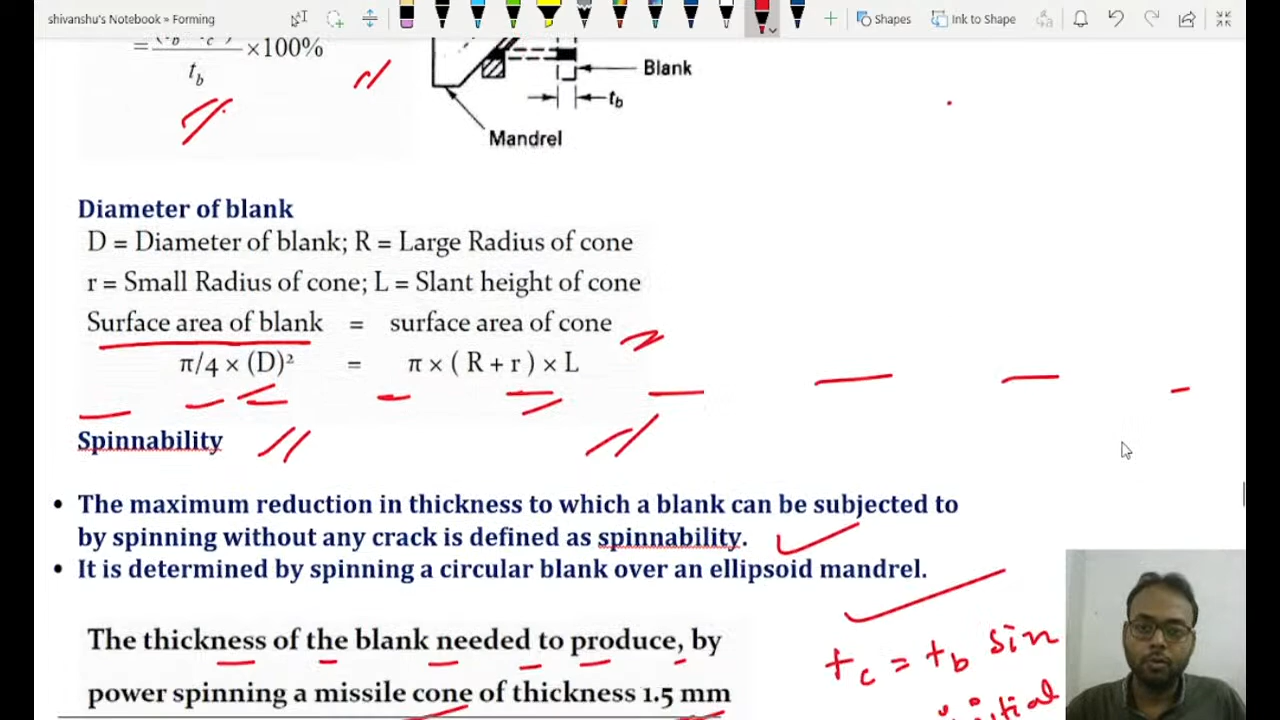 shivanshu's Notebook » Forming
Shapes
Ink to Shape
×100%
=
t_b
Blank
t_b
Mandrel
Diameter of blank
D = Diameter of blank; R = Large Radius of cone
r = Small Radius of cone; L = Slant height of cone
Surface area of blank = surface area of cone
π/4 × (D)² = π × ( R + r ) × L
Spinnability
• The maximum reduction in thickness to which a blank can be subjected to
by spinning without any crack is defined as spinnability.
• It is determined by spinning a circular blank over an ellipsoid mandrel.
The thickness of the blank needed to produce, by
power spinning a missile cone of thickness 1.5 mm
t_c = t_b sin